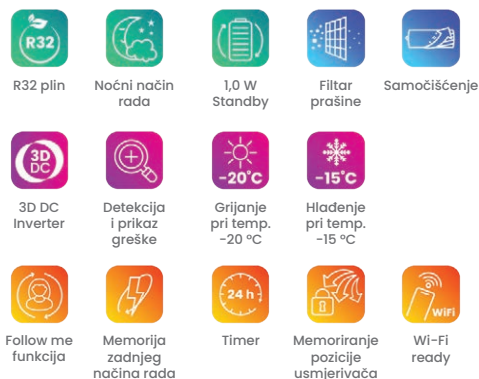 R32
R32 plin
Noćni način
rada
1,0 W
Standby
Filtar
prašine
Samočišćenje
3D
DC
3D DC
Inverter
Detekcija
i prikaz
greške
-20°C
Grijanje
pri temp.
-20 °C
-15°C
Hlađenje
pri temp.
-15 °C
Follow me
funkcija
Memorija
zadnjeg
načina rada
24 h
Timer
Memoriranje
pozicije
usmjerivača
WiFi
Wi-Fi
ready